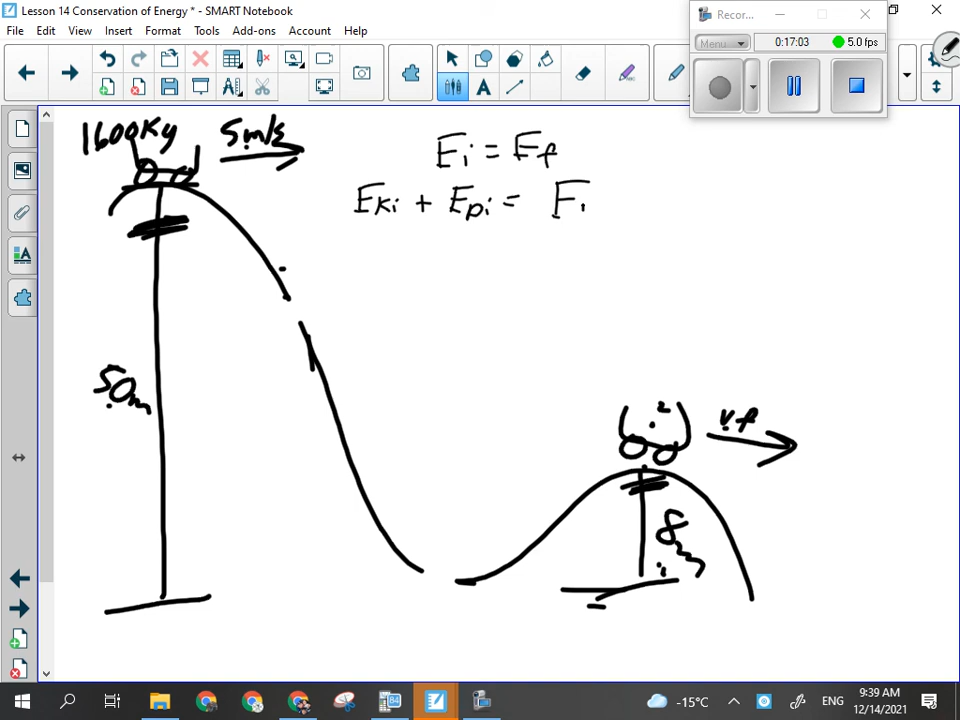 Lesson 14 Conservation of Energy * - SMART Notebook
Recor...
File Edit View Insert Format Tools Add-ons Account Help
Menu
0:17:03
5.0 fps
A
1600Kg 5m/s
Ei = Ef
EKi + Epi = E
50m
vf
8m
-15°C
ENG
9:39 AM
12/14/2021